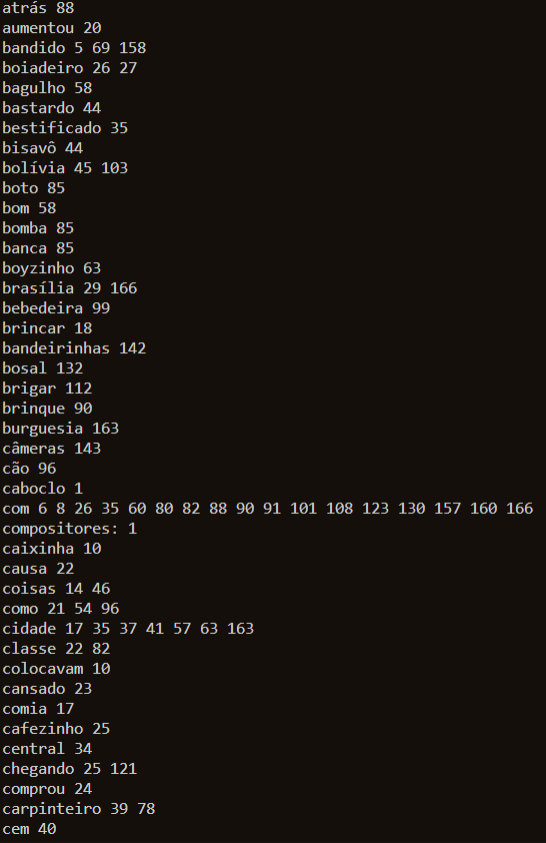 atrás 88
aumentou 20
bandido 5 69 158
boiadeiro 26 27
bagulho 58
bastardo 44
bestificado 35
bisavô 44
bolívia 45 103
boto 85
bom 58
bomba 85
banca 85
boyzinho 63
brasília 29 166
bebedeira 99
brincar 18
bandeirinhas 142
bosal 132
brigar 112
brinque 90
burguesia 163
câmeras 143
cão 96
caboclo 1
com 6 8 26 35 60 80 82 88 90 91 101 108 123 130 157 160 166
compositores: 1
caixinha 10
causa 22
coisas 14 46
como 21 54 96
cidade 17 35 37 41 57 63 163
classe 22 82
colocavam 10
cansado 23
comia 17
cafezinho 25
central 34
chegando 25 121
comprou 24
carpinteiro 39 78
cem 40